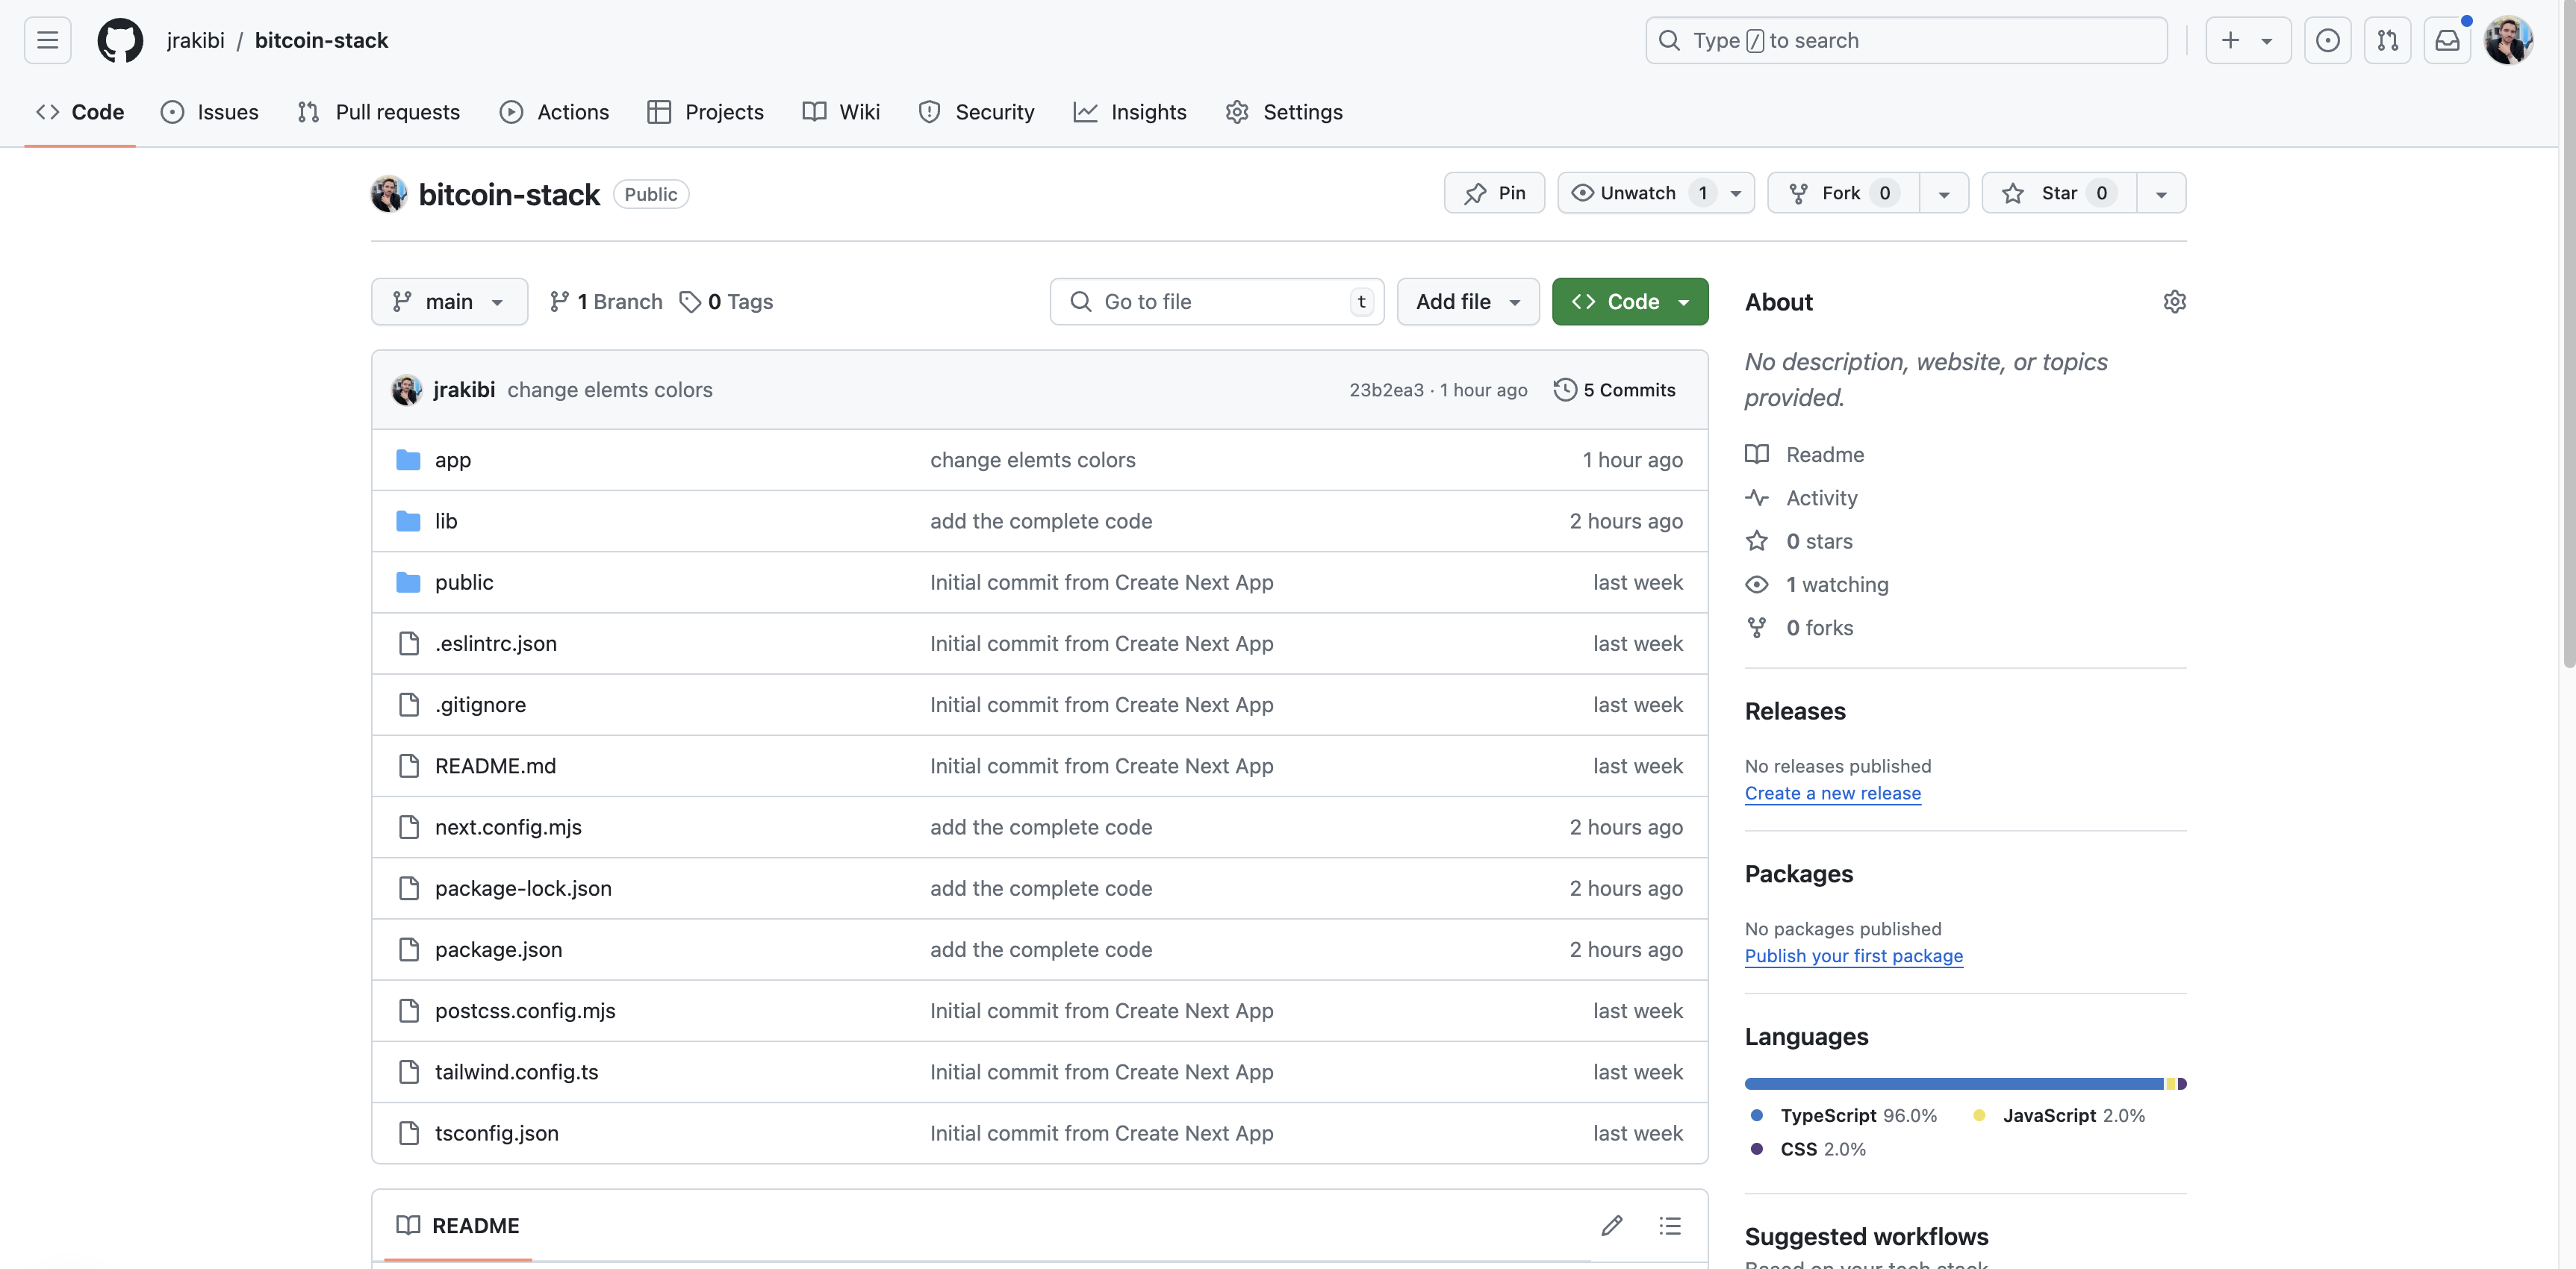 jrakibi / bitcoin-stack
Type / to search
Code Issues Pull requests Actions Projects Wiki Security Insights Settings
bitcoin-stack Public
Pin Unwatch 1 Fork 0 Star 0
main 1 Branch 0 Tags Go to file t Add file Code
jrakibi change elemts colors 23b2ea3 · 1 hour ago 5 Commits
app change elemts colors 1 hour ago
lib add the complete code 2 hours ago
public Initial commit from Create Next App last week
.eslintrc.json Initial commit from Create Next App last week
.gitignore Initial commit from Create Next App last week
README.md Initial commit from Create Next App last week
next.config.mjs add the complete code 2 hours ago
package-lock.json add the complete code 2 hours ago
package.json add the complete code 2 hours ago
postcss.config.mjs Initial commit from Create Next App last week
tailwind.config.ts Initial commit from Create Next App last week
tsconfig.json Initial commit from Create Next App last week
README
About
No description, website, or topics
provided.
Readme
Activity
0 stars
1 watching
0 forks
Releases
No releases published
Create a new release
Packages
No packages published
Publish your first package
Languages
TypeScript 96.0% JavaScript 2.0%
CSS 2.0%
Suggested workflows
Based on your tech stack